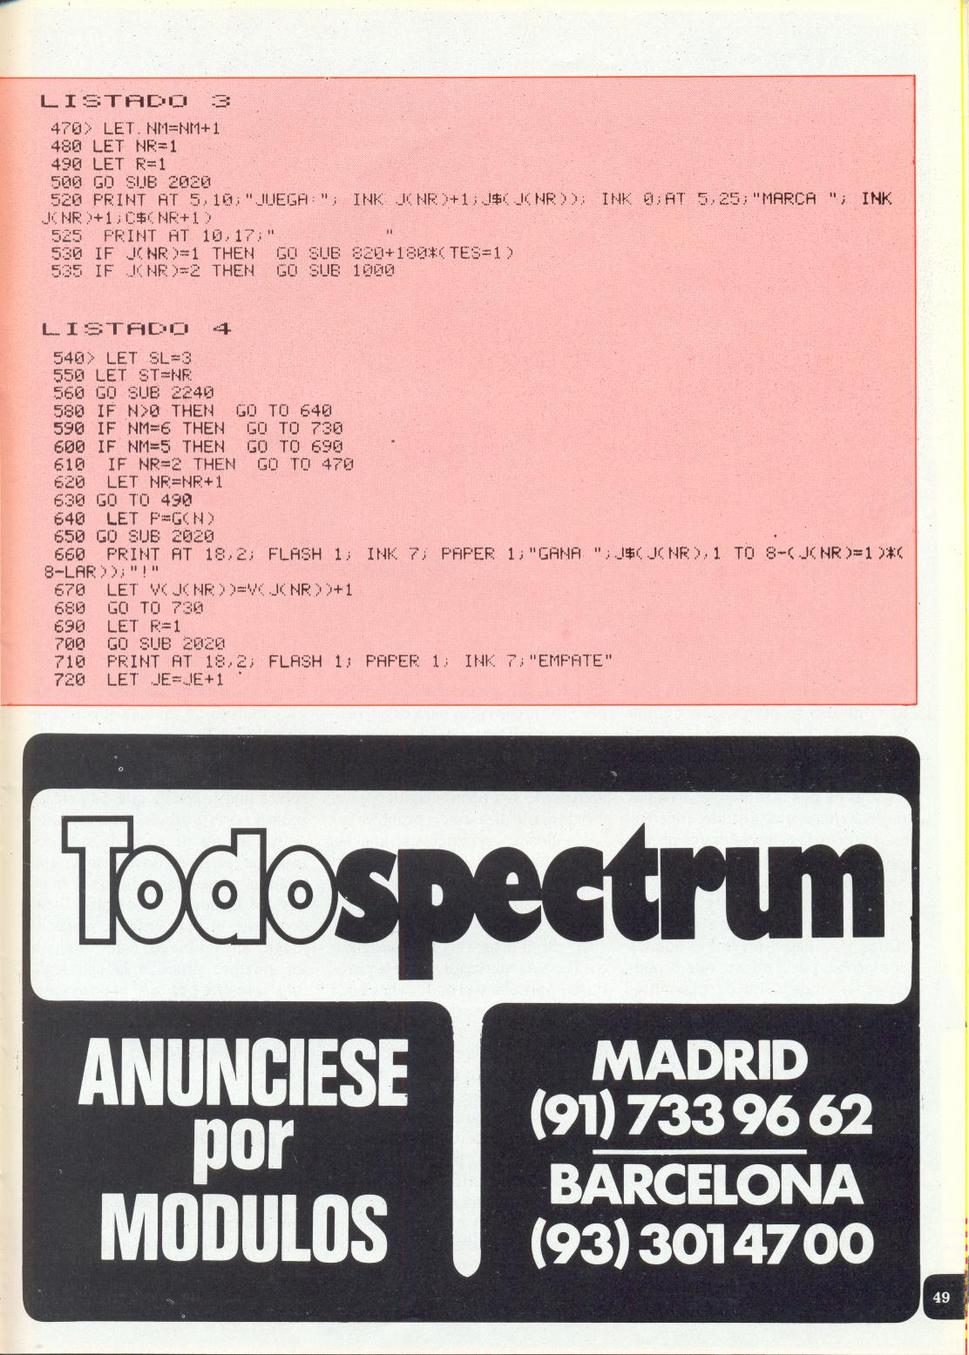 LISTADO 3
470> LET NM=NM+1
480 LET NR=1
490 LET R=1
500 GO SUB 2020
520 PRINT AT 5,10;"JUEGA:"; INK J(NR)+1;J$(J(NR)); INK 0;AT 5,25;"MARCA "; INK
J(NR)+1;C$(NR+1)
525  PRINT AT 10,17;"             "
530 IF J(NR)=1 THEN  GO SUB 820+180*(TES=1)
535 IF J(NR)=2 THEN  GO SUB 1000
LISTADO 4
540> LET SL=3
550 LET ST=NR
560 GO SUB 2240
580 IF N>0 THEN  GO TO 640
590 IF NM=6 THEN  GO TO 730
600 IF NM=5 THEN  GO TO 690
610  IF NR=2 THEN  GO TO 470
620  LET NR=NR+1
630 GO TO 490
640  LET P=G(N)
650 GO SUB 2020
660  PRINT AT 18,2; FLASH 1; INK 7; PAPER 1;"GANA ";J$(J(NR),1 TO 8-(J(NR)=1)*(
8-LAR));"!"
670  LET V(J(NR))=V(J(NR))+1
680  GO TO 730
690  LET R=1
700  GO SUB 2020
710  PRINT AT 18,2; FLASH 1; PAPER 1; INK 7;"EMPATE"
720  LET JE=JE+1
Todospectrum
ANUNCIESE
por
MODULOS
MADRID
(91) 733 96 62
BARCELONA
(93) 301 47 00
49